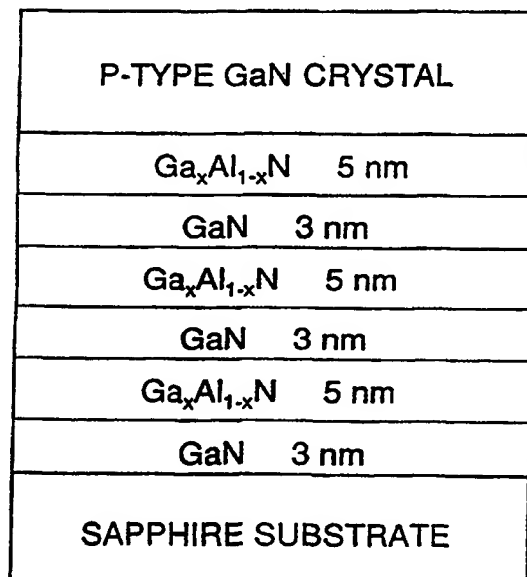 P-TYPE GaN CRYSTAL
GaₓAl₁₋ₓN 5 nm
GaN 3 nm
GaₓAl₁₋ₓN 5 nm
GaN 3 nm
GaₓAl₁₋ₓN 5 nm
GaN 3 nm
SAPPHIRE SUBSTRATE